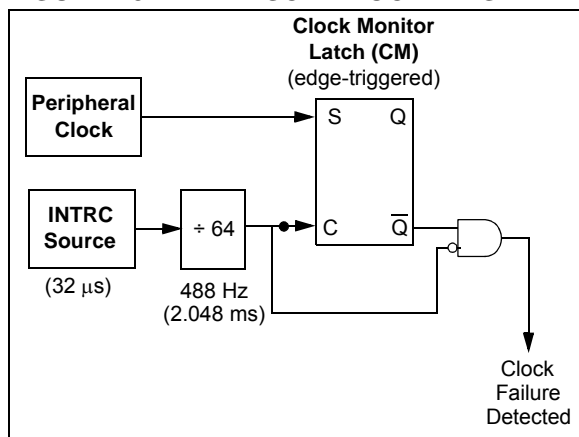 Clock Monitor
Latch (CM)
(edge-triggered)
Peripheral
Clock
S Q
INTRC
Source
÷ 64
C Q̅
(32 μs)
488 Hz
(2.048 ms)
Clock
Failure
Detected